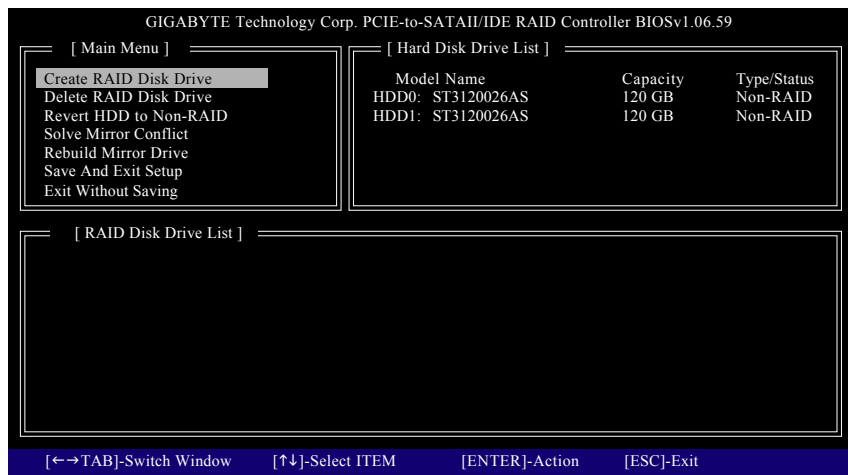 GIGABYTE Technology Corp. PCIE-to-SATAII/IDE RAID Controller BIOSv1.06.59
[ Main Menu ]
Create RAID Disk Drive
Delete RAID Disk Drive
Revert HDD to Non-RAID
Solve Mirror Conflict
Rebuild Mirror Drive
Save And Exit Setup
Exit Without Saving
[ Hard Disk Drive List ]
Model Name Capacity Type/Status
HDD0: ST3120026AS 120 GB Non-RAID
HDD1: ST3120026AS 120 GB Non-RAID
[ RAID Disk Drive List ]
[←→TAB]-Switch Window [↑↓]-Select ITEM [ENTER]-Action [ESC]-Exit